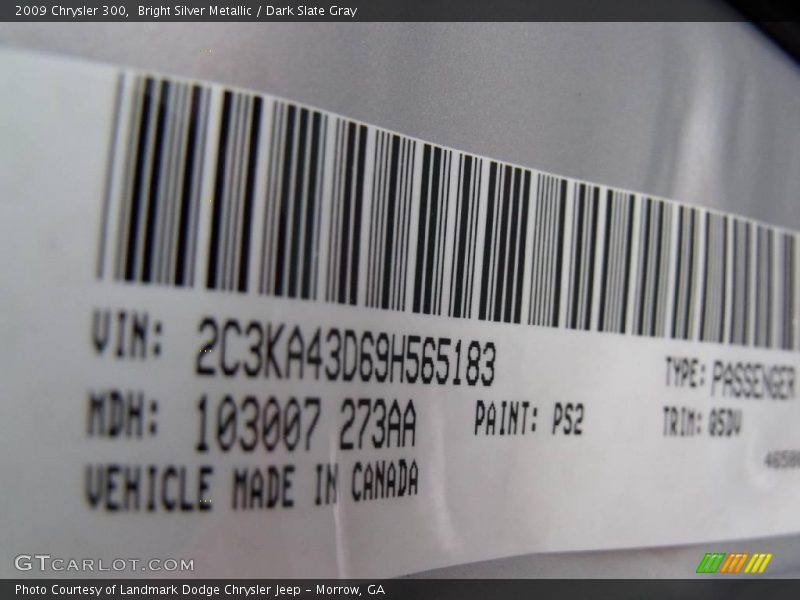 2009 Chrysler 300, Bright Silver Metallic / Dark Slate Gray
VIN: 2C3KA43D69H565183 TYPE: PASSENGER
MDH: 103007 273AA PAINT: PS2 TRIM: Q5DV
VEHICLE MADE IN CANADA
GTCARLOT.COM
Photo Courtesy of Landmark Dodge Chrysler Jeep – Morrow, GA